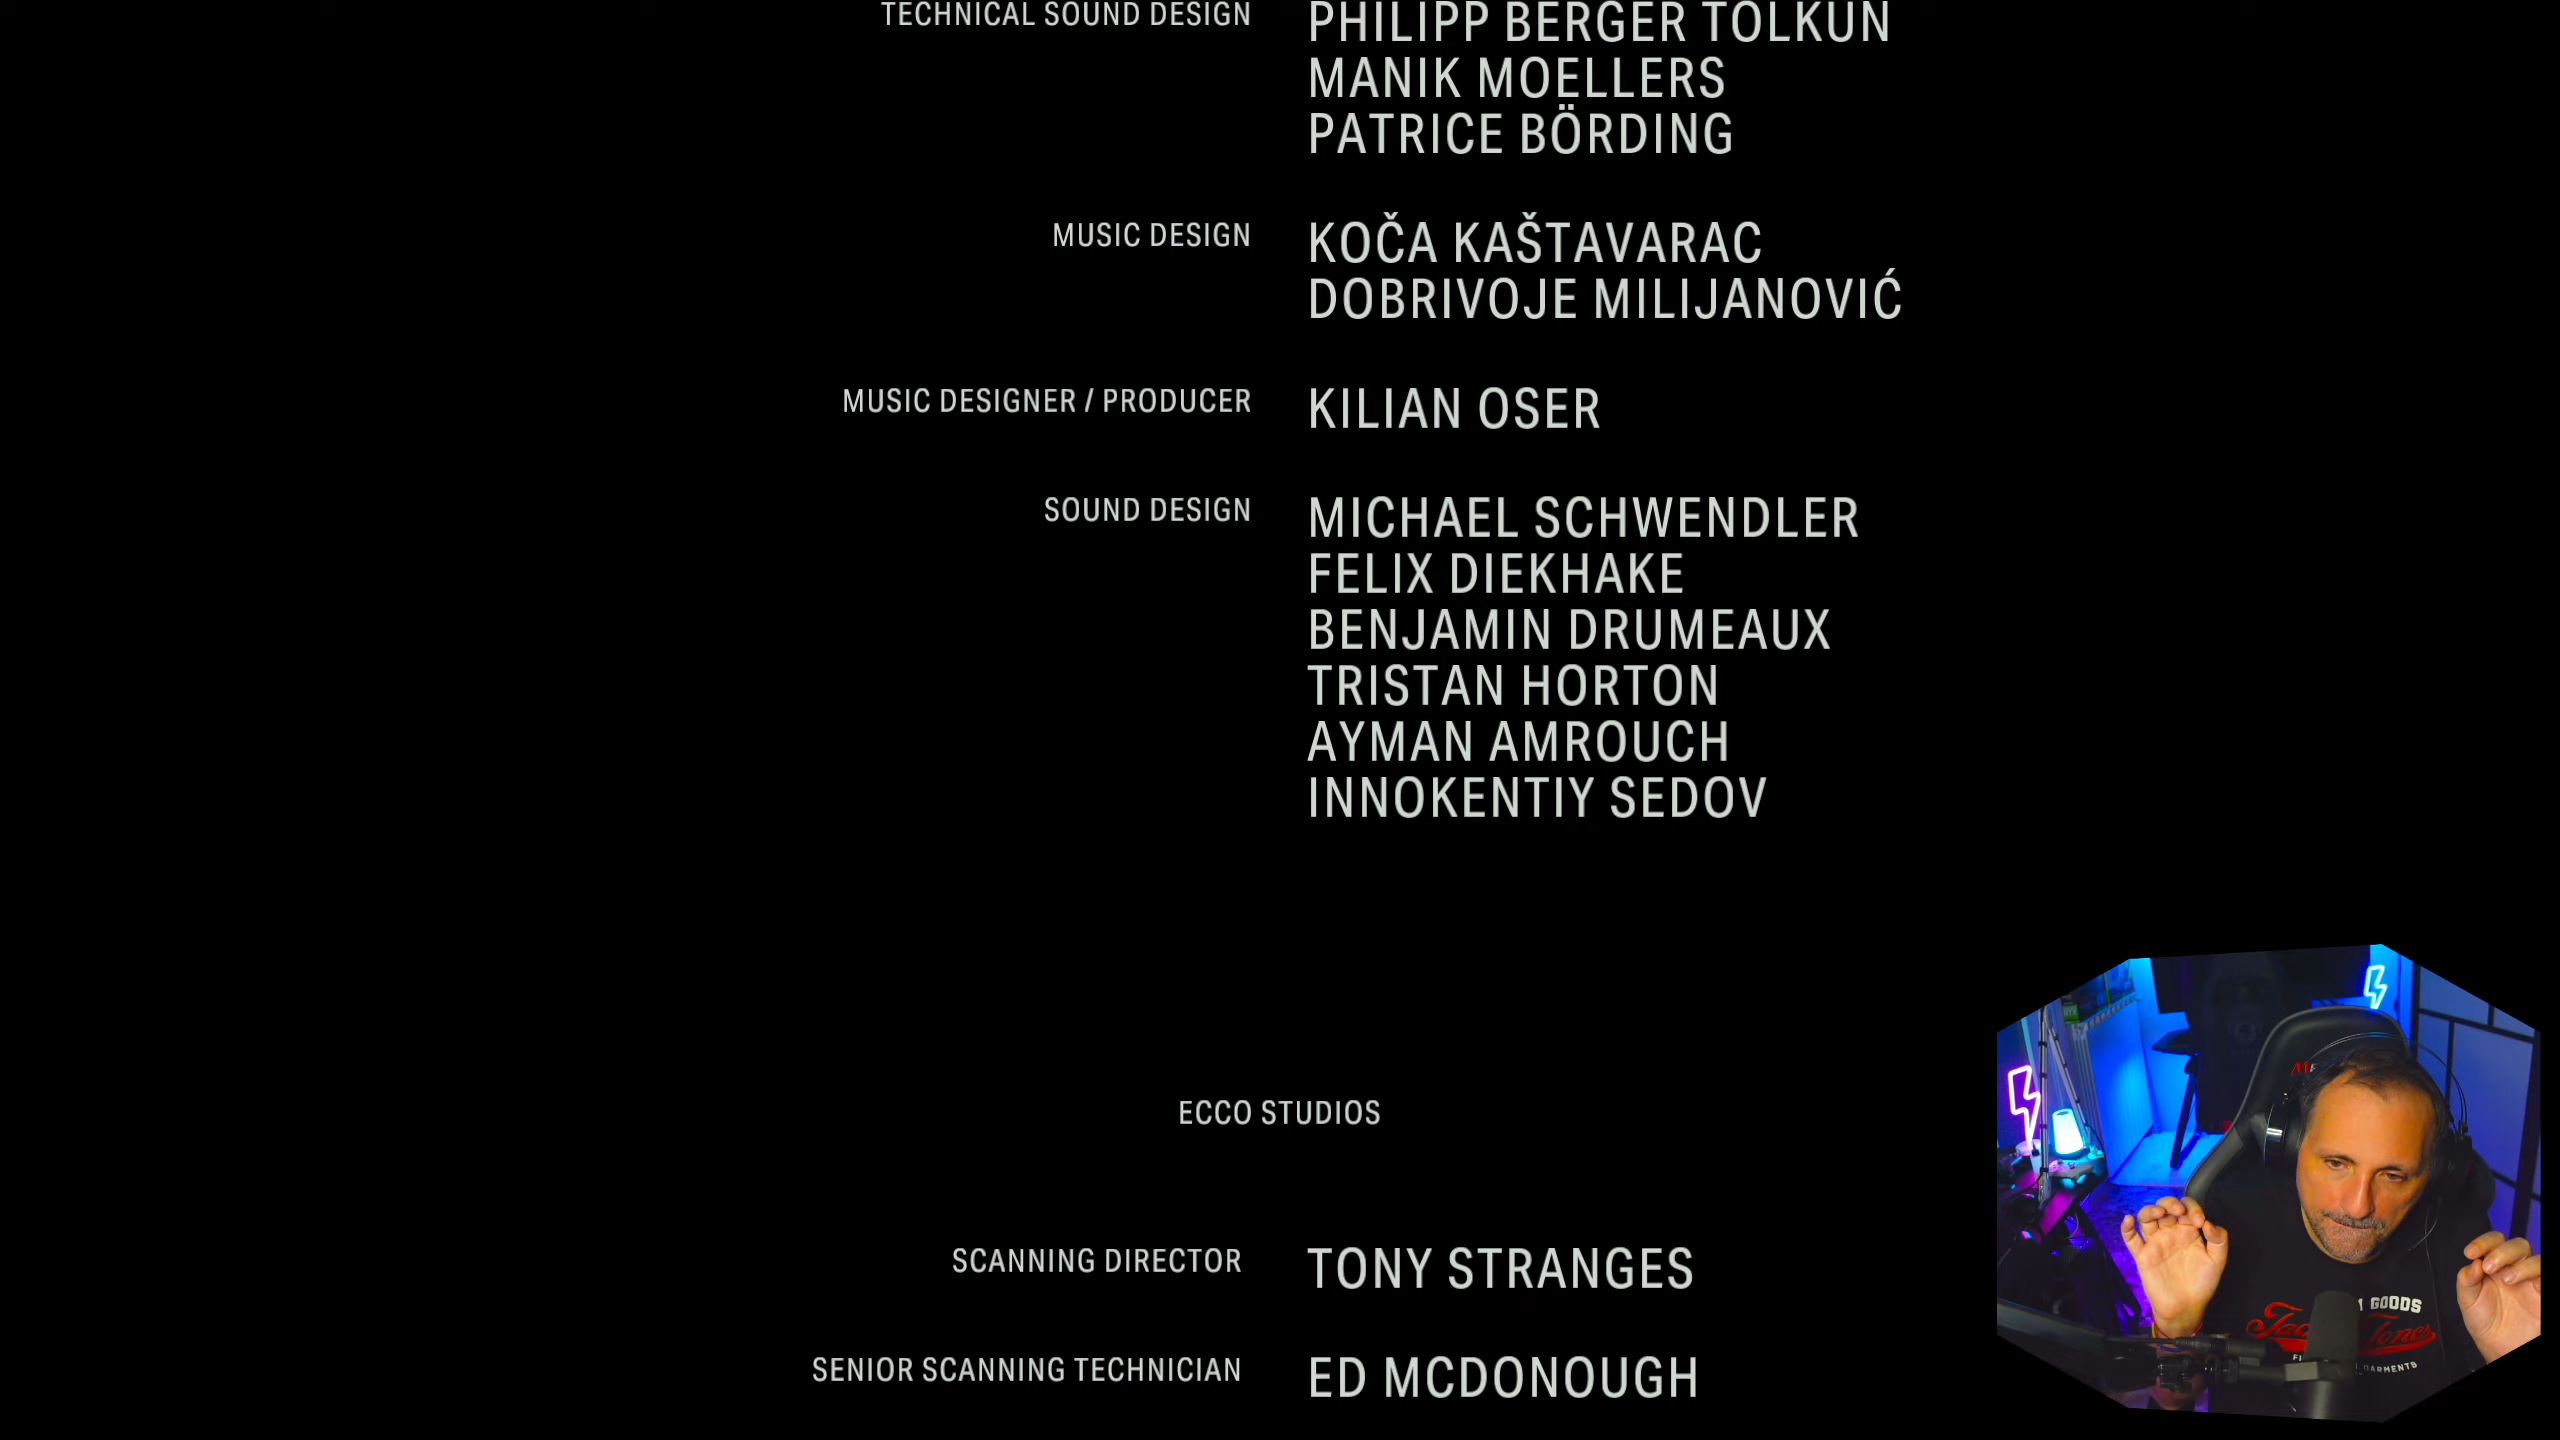 TECHNICAL SOUND DESIGN PHILIPP BERGER TOLKUN
MANIK MOELLERS
PATRICE BÖRDING
MUSIC DESIGN KOČA KAŠTAVARAC
DOBRIVOJE MILIJANOVIĆ
MUSIC DESIGNER / PRODUCER KILIAN OSER
SOUND DESIGN MICHAEL SCHWENDLER
FELIX DIEKHAKE
BENJAMIN DRUMEAUX
TRISTAN HORTON
AYMAN AMROUCH
INNOKENTIY SEDOV
ECCO STUDIOS
SCANNING DIRECTOR TONY STRANGES
SENIOR SCANNING TECHNICIAN ED MCDONOUGH
GOODS